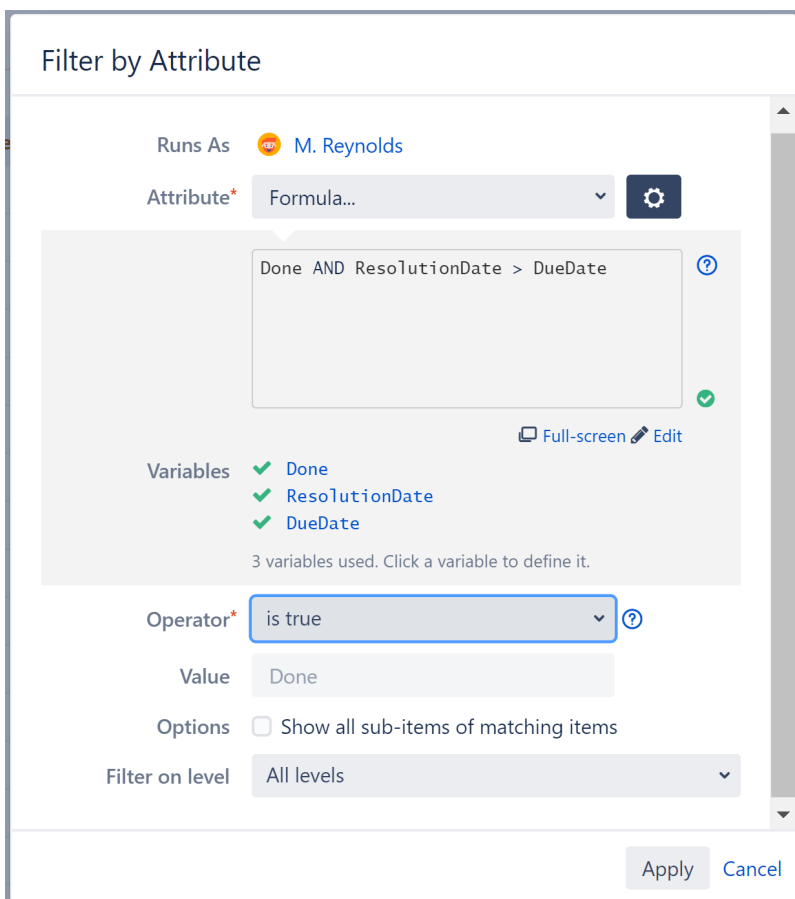 Filter by Attribute
Runs As M. Reynolds
Attribute* Formula...
Done AND ResolutionDate > DueDate
Full-screen Edit
Variables Done
ResolutionDate
DueDate
3 variables used. Click a variable to define it.
Operator* is true
Value Done
Options Show all sub-items of matching items
Filter on level All levels
Apply Cancel